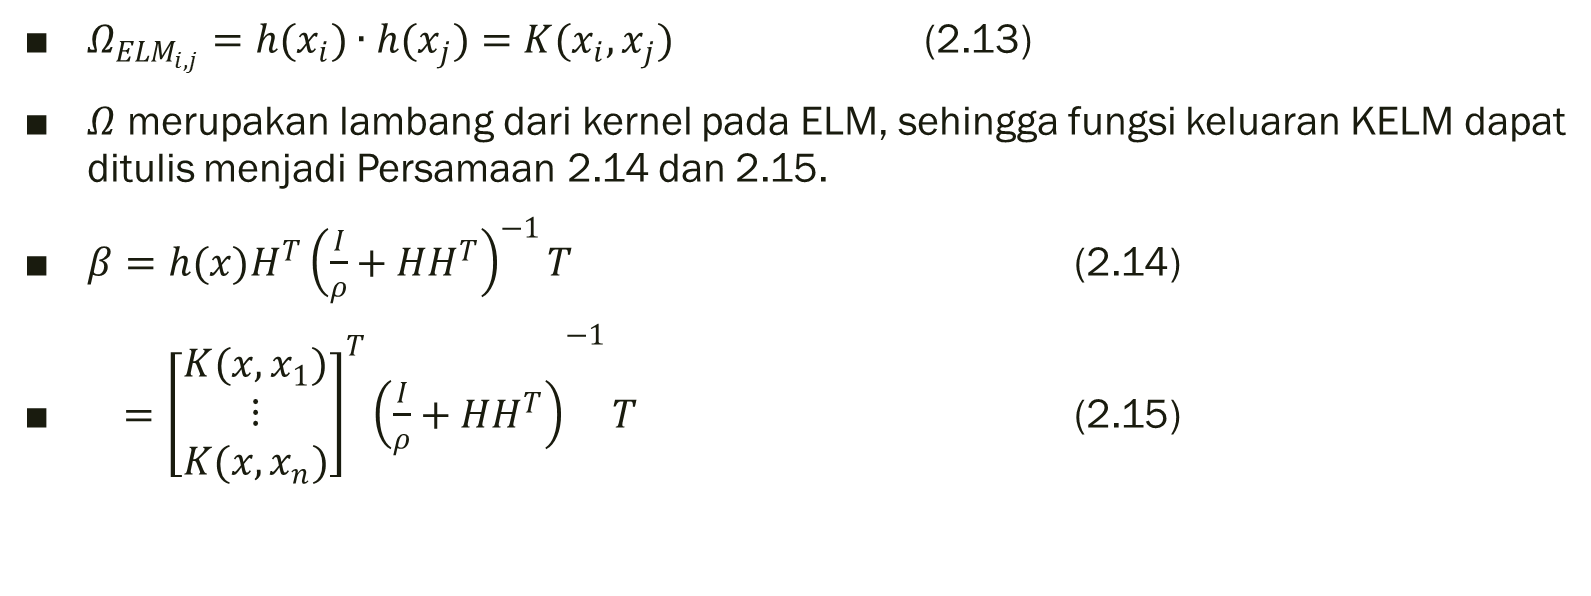 ■ Ω_{ELM_{i,j}} = h(x_i) · h(x_j) = K(x_i, x_j) (2.13)
■ Ω merupakan lambang dari kernel pada ELM, sehingga fungsi keluaran KELM dapat
ditulis menjadi Persamaan 2.14 dan 2.15.
■ β = h(x)H^T (I/ρ + HH^T)^{-1} T (2.14)
■ = [K(x, x_1) ⋮ K(x, x_n)]^T (I/ρ + HH^T)^{-1} T (2.15)